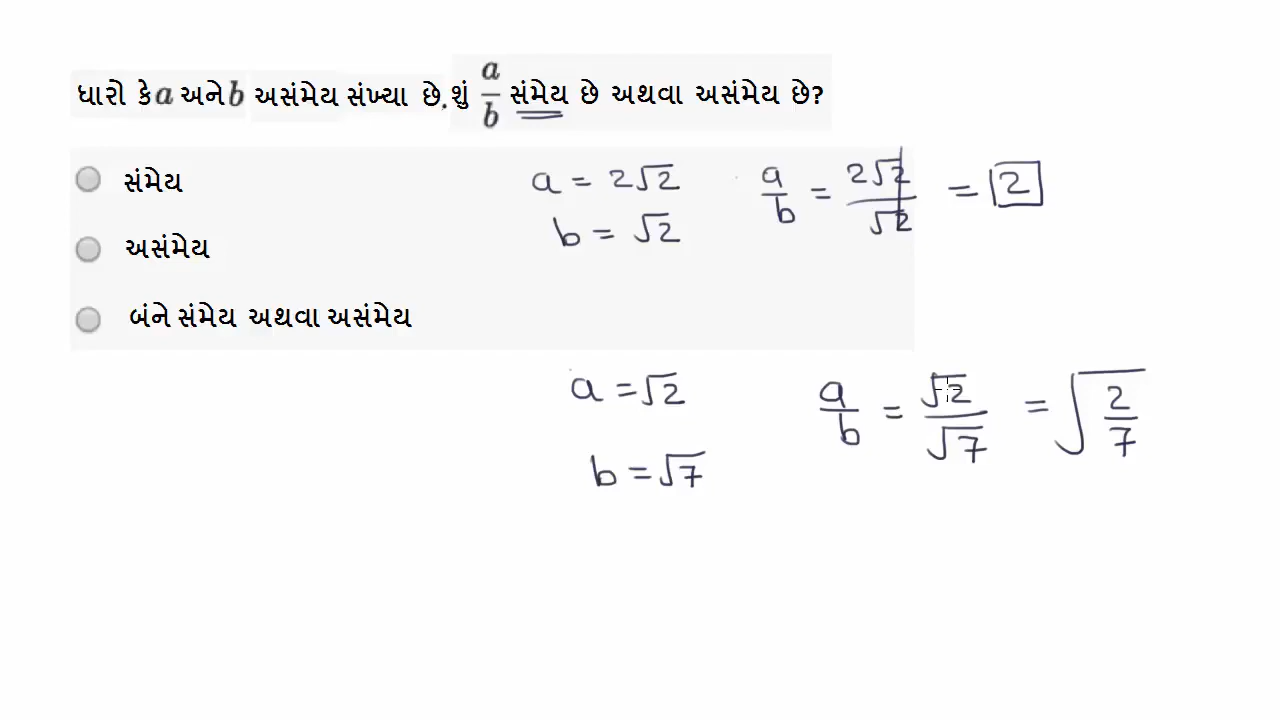 ધારો કે a અને b અસંમેય સંખ્યા છે. શું a/b સંમેય છે અથવા અસંમેય છે?
સંમેય
અસંમેય
બંને સંમેય અથવા અસંમેય
a = 2√2
b = √2
a/b = 2√2/√2 = 2
a = √2
b = √7
a/b = √2/√7 = √(2/7)